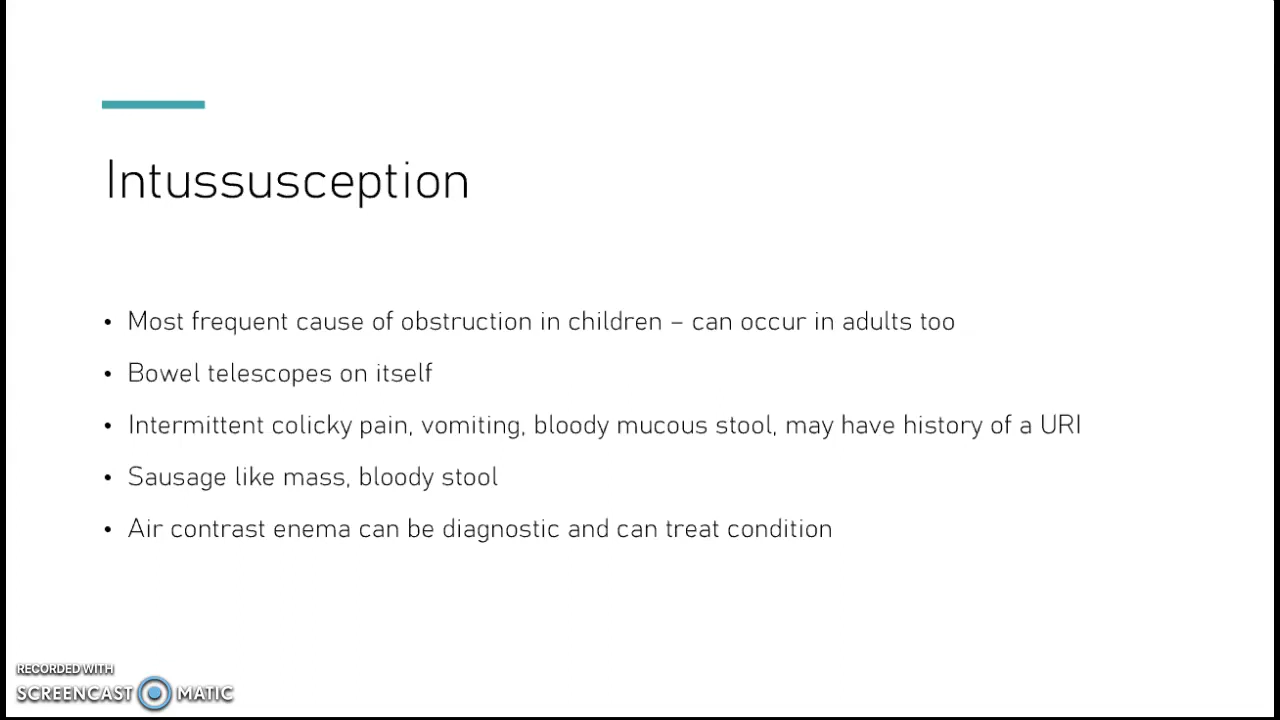 Intussusception
• Most frequent cause of obstruction in children – can occur in adults too
• Bowel telescopes on itself
• Intermittent colicky pain, vomiting, bloody mucous stool, may have history of a URI
• Sausage like mass, bloody stool
• Air contrast enema can be diagnostic and can treat condition
RECORDED WITH
SCREENCAST MATIC